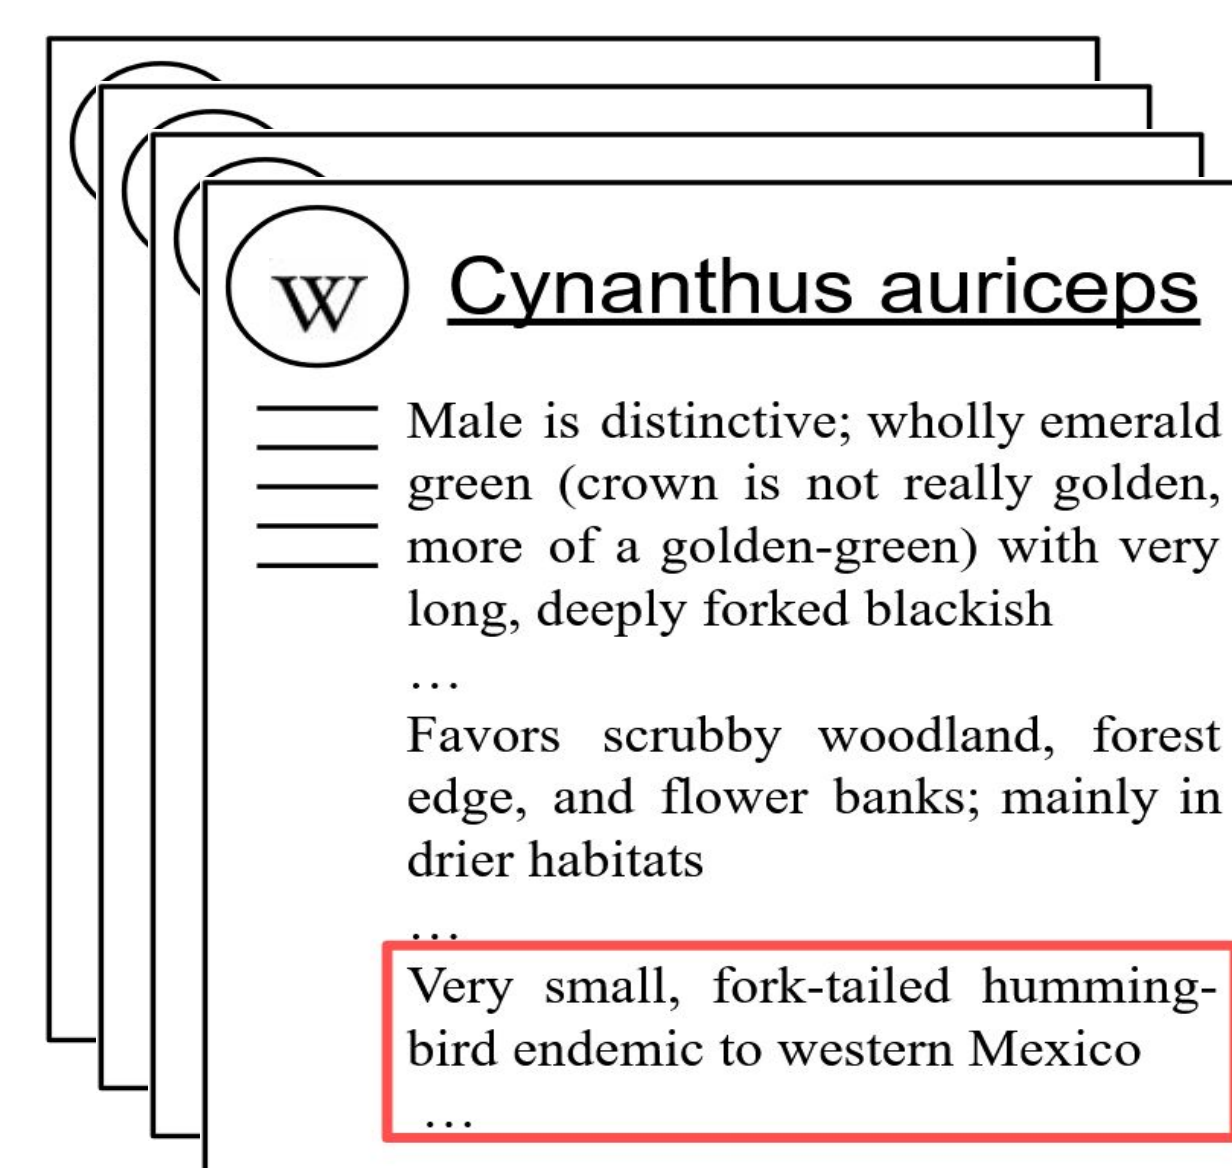 W
Cynanthus auriceps
Male is distinctive; wholly emerald
green (crown is not really golden,
more of a golden-green) with very
long, deeply forked blackish
…
Favors scrubby woodland, forest
edge, and flower banks; mainly in
drier habitats
…
Very small, fork-tailed humming-
bird endemic to western Mexico
…